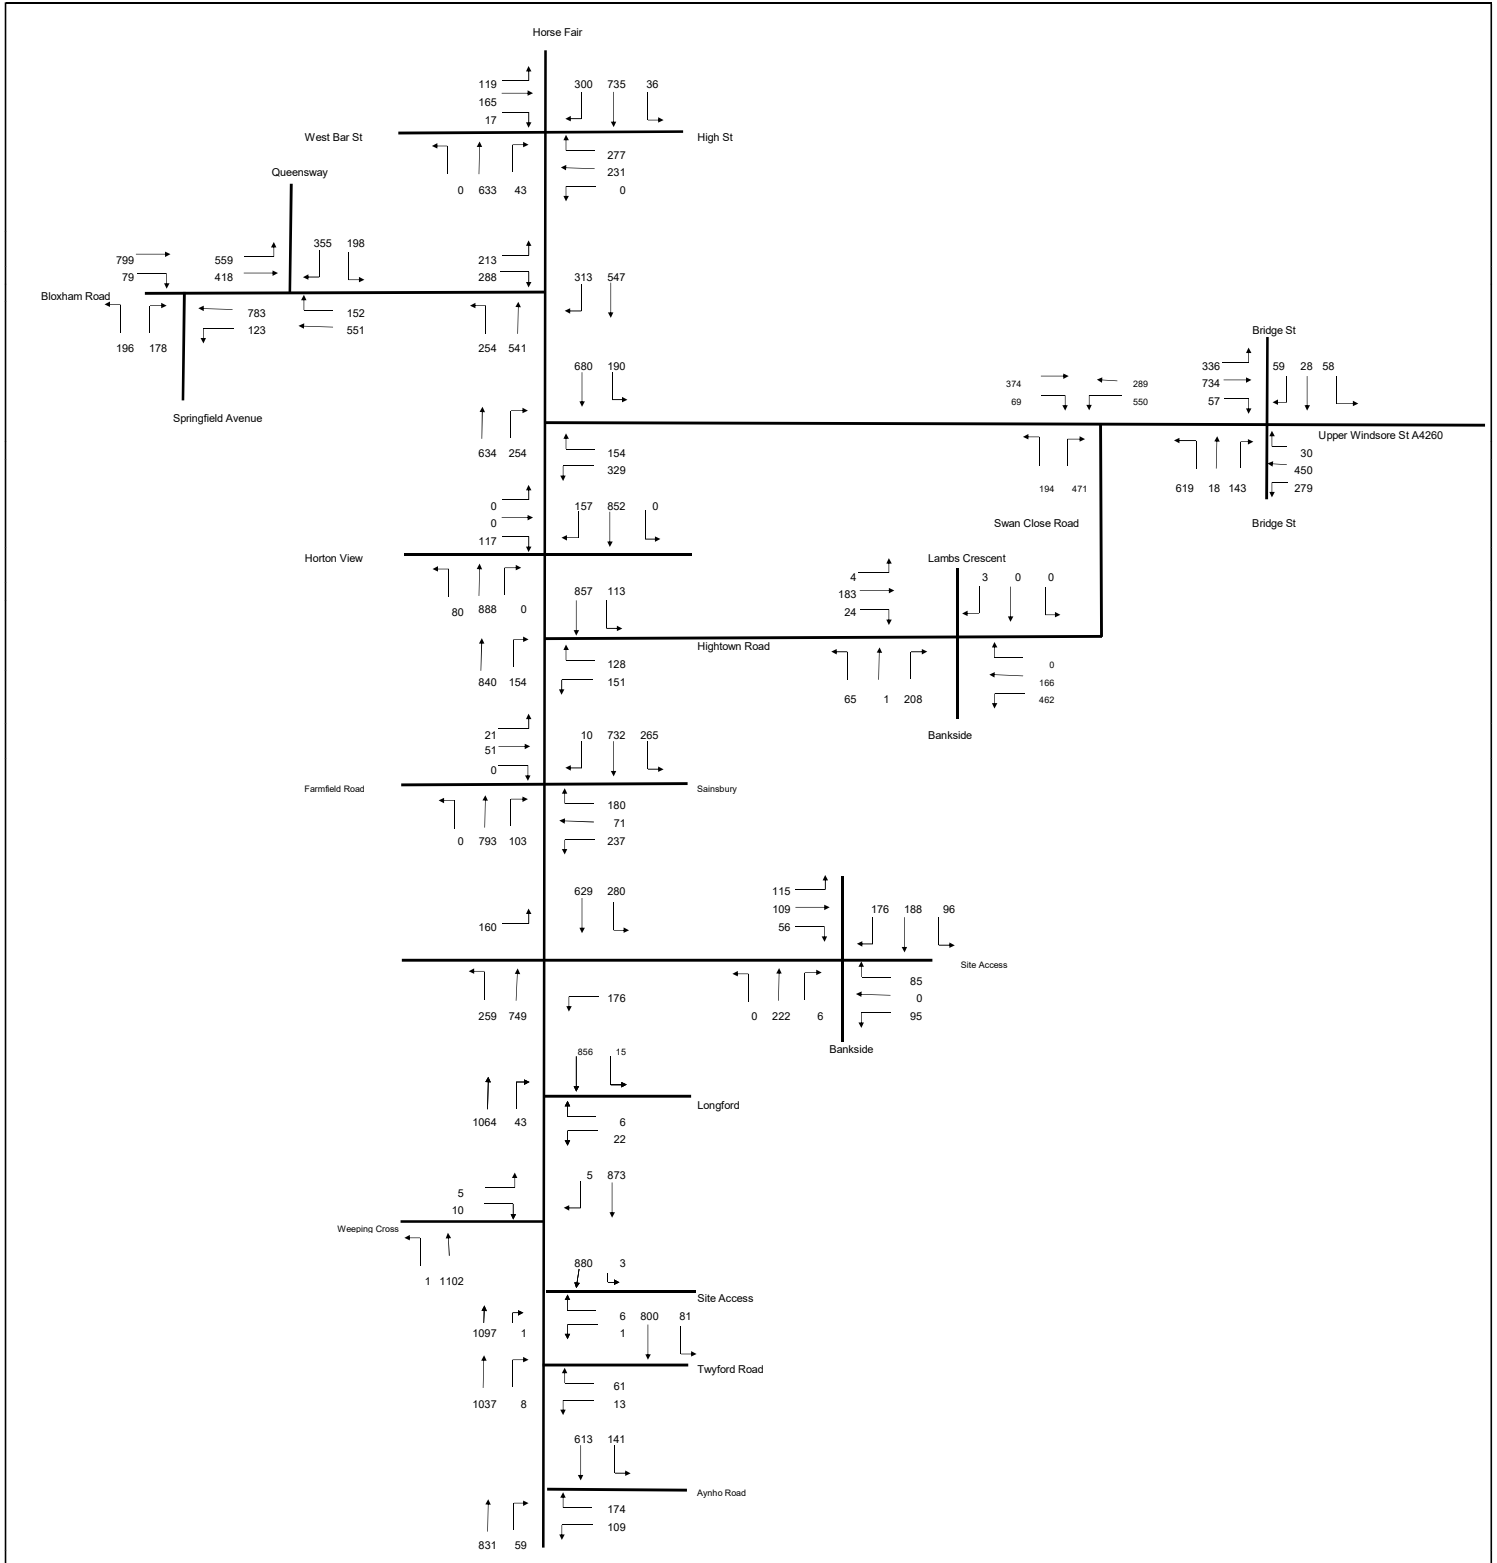 Horse Fair
119
300 735 36
165
17
West Bar St
High St
277
Queensway
231
0 633 43
0
355 198
799
559
213
79
418
288
313 547
Bloxham Road
783
152
123
551
196 178
254 541
Bridge St
680 190
336
59 28 58
374
289
734
69
550
57
Springfield Avenue
Upper Windsore St A4260
634 254
154
30
329
450
194 471
619 18 143
279
0
157 852 0
0
Swan Close Road
Bridge St
117
Horton View
Lambs Crescent
4
3 0 0
857 113
183
80 888 0
24
Hightown Road
128
0
840 154
151
166
65 1 208
462
21
10 732 265
Bankside
51
0
Farmfield Road
Sainsbury
180
71
0 793 103
237
629 280
115
109
176 188 96
160
56
Site Access
85
176
0
259 749
0 222 6
95
856 15
Bankside
Longford
1064 43
6
22
5 873
5
10
Weeping Cross
880 3
1 1102
Site Access
6 800 81
1097 1
1
Twyford Road
61
1037 8
13
613 141
Aynho Road
174
109
831 59